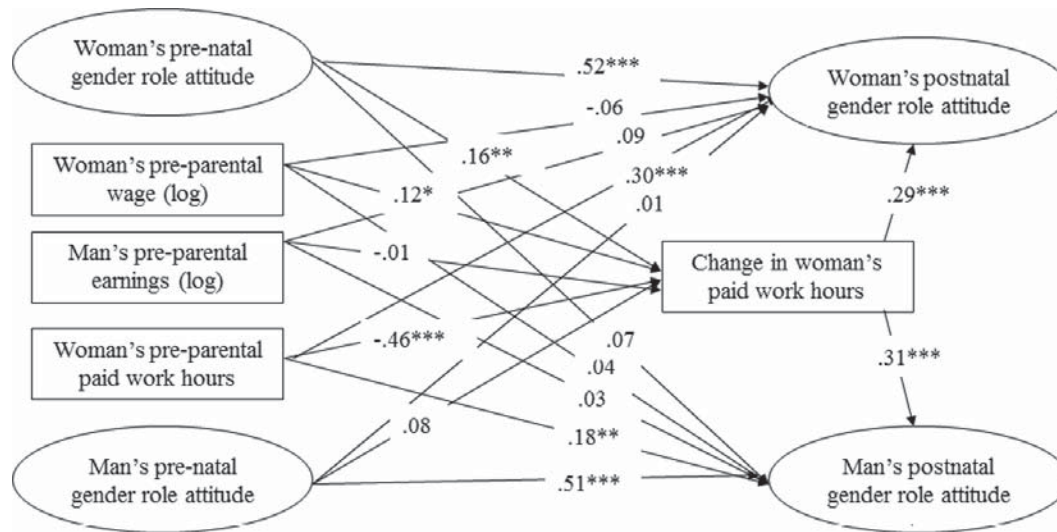 Woman's pre-natal
gender role attitude
Woman's pre-parental
wage (log)
Man's pre-parental
earnings (log)
Woman's pre-parental
paid work hours
Man's pre-natal
gender role attitude
.52***
-.06
.09
.16**
.30***
.12*
.01
-.01
-.46***
.07
.04
.03
.08
.18**
.51***
Change in woman's
paid work hours
.29***
.31***
Woman's postnatal
gender role attitude
Man's postnatal
gender role attitude